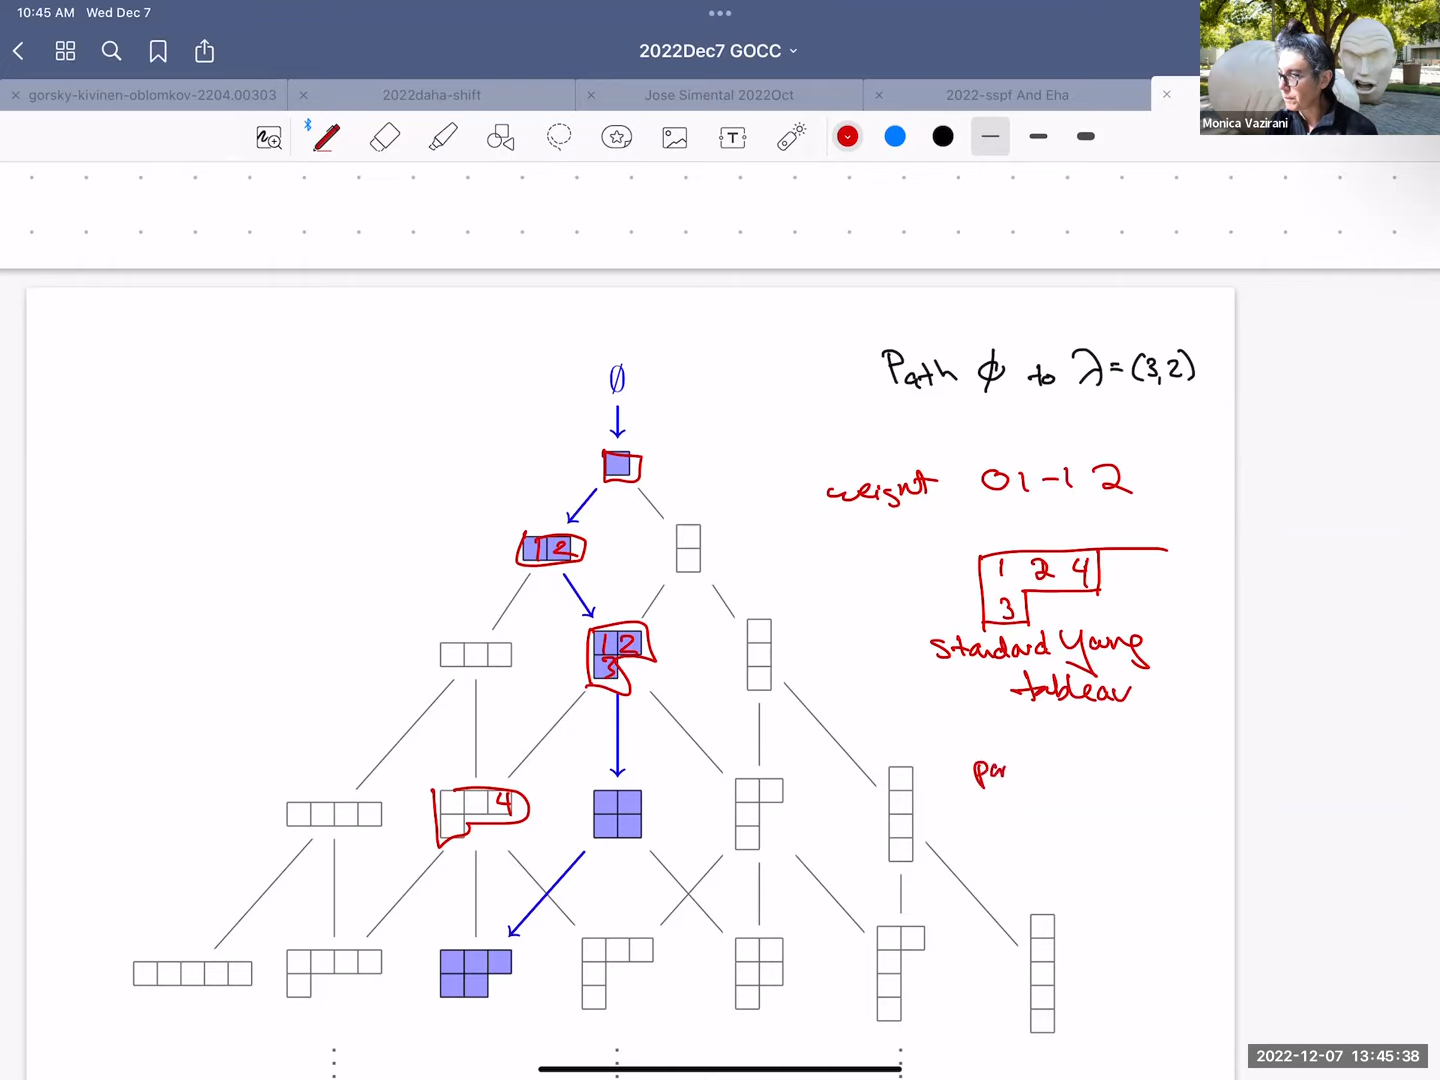 10:45 AM Wed Dec 7
2022Dec7 GOCC
gorsky-kivinen-oblomkov-2204.00303
2022daha-shift
Jose Simental 2022Oct
2022-sspf And Eha
Monica Vazirani
∅
Path ϕ to λ=(3,2)
weight 0 1 -1 2
1 2
1 2 4
3
1 2
3
standard Young
tableau
par
4
2022-12-07 13:45:38